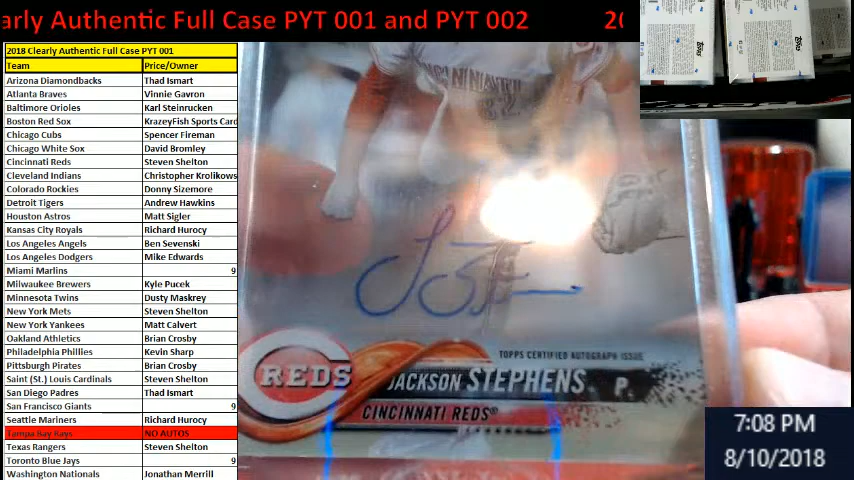 arly Authentic Full Case PYT 001 and PYT 002
2018 Clearly Authentic Full Case PYT 001
Team Price/Owner
Arizona Diamondbacks Thad Ismart
Atlanta Braves Vinnie Gavron
Baltimore Orioles Karl Steinrucken
Boston Red Sox KrazeyFish Sports Card
Chicago Cubs Spencer Fireman
Chicago White Sox David Bromley
Cincinnati Reds Steven Shelton
Cleveland Indians Christopher Krolikows
Colorado Rockies Donny Sizemore
Detroit Tigers Andrew Hawkins
Houston Astros Matt Sigler
Kansas City Royals Richard Hurocy
Los Angeles Angels Ben Sevenski
Los Angeles Dodgers Mike Edwards
Miami Marlins 9
Milwaukee Brewers Kyle Pucek
Minnesota Twins Dusty Maskrey
New York Mets Steven Shelton
New York Yankees Matt Calvert
Oakland Athletics Brian Crosby
Philadelphia Phillies Kevin Sharp
Pittsburgh Pirates Brian Crosby
Saint (St.) Louis Cardinals Steven Shelton
San Diego Padres Thad Ismart
San Francisco Giants 9
Seattle Mariners Richard Hurocy
Tampa Bay Rays NO AUTOS
Texas Rangers Steven Shelton
Toronto Blue Jays 9
Washington Nationals Jonathan Merrill
CINCINNATI
82
TOPPS CERTIFIED AUTOGRAPH ISSUE
REDS
JACKSON STEPHENS P
CINCINNATI REDS
topps
7:08 PM
8/10/2018